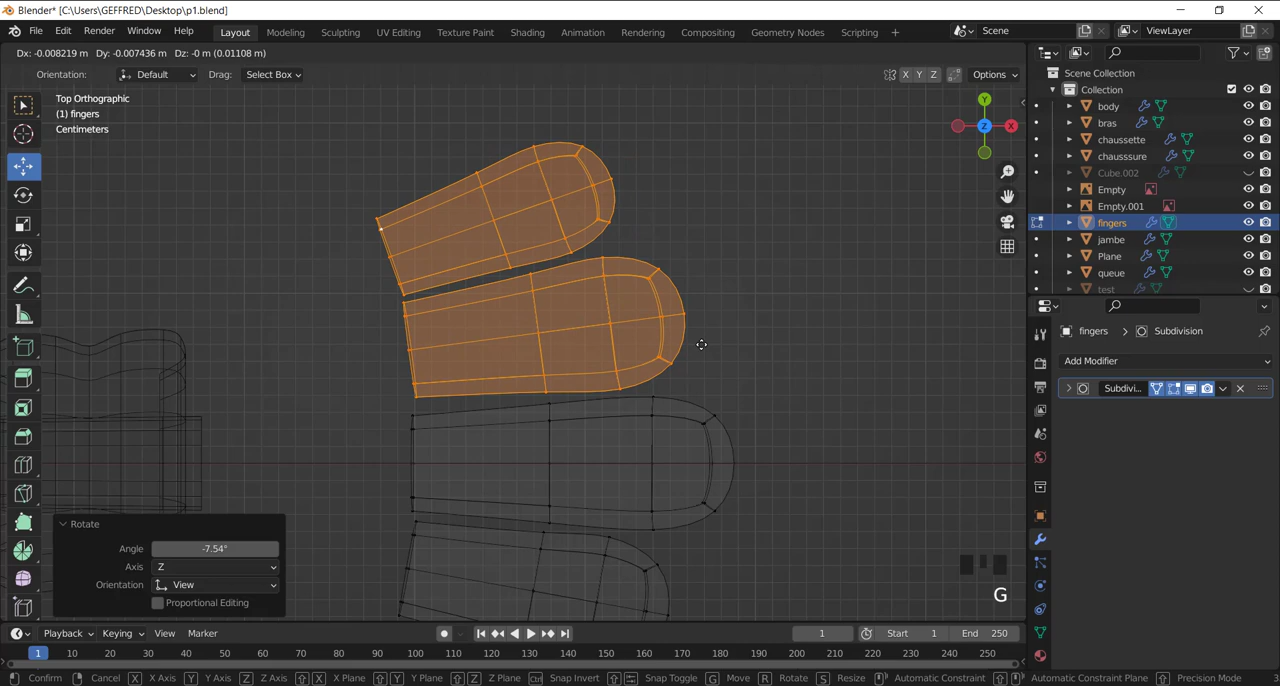 Blender* [C:\Users\GEFFRED\Desktop\p1.blend]
File Edit Render Window Help Layout Modeling Sculpting UV Editing Texture Paint Shading Animation Rendering Compositing Geometry Nodes Scripting + Scene ViewLayer
Dx: -0.008219 m Dy: -0.007436 m Dz: -0 m (0.01108 m)
Orientation: Default Drag: Select Box X Y Z Options
Top Orthographic
(1) fingers
Centimeters
Y
Z X
Scene Collection
Collection
body
bras
chaussette
chausssure
Cube.002
Empty
Empty.001
fingers
jambe
Plane
queue
test
fingers Subdivision
Add Modifier
Subdivi...
Rotate
Angle -7.54°
Axis Z
Orientation View
Proportional Editing
G
Playback Keying View Marker 1 Start 1 End 250
1 10 20 30 40 50 60 70 80 90 100 110 120 130 140 150 160 170 180 190 200 210 220 230 240 250
Confirm Cancel X X Axis Y Y Axis Z Z Axis X X Plane Y Y Plane Z Z Plane Ctrl Snap Invert Snap Toggle G Move R Rotate S Resize Automatic Constraint Automatic Constraint Plane Precision Mode 3